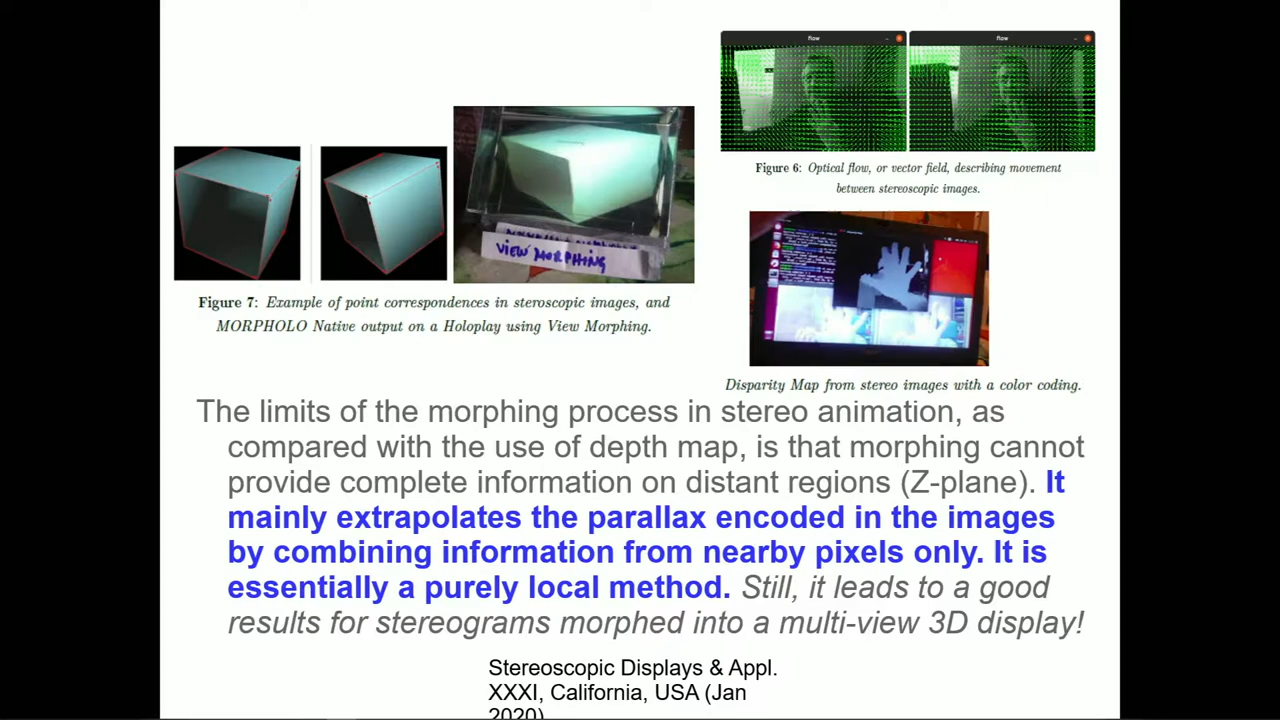 flow
flow
Figure 6: Optical flow, or vector field, describing movement
between stereoscopic images.
VIEW MORPHING
Figure 7: Example of point correspondences in steroscopic images, and
MORPHOLO Native output on a Holoplay using View Morphing.
Disparity Map from stereo images with a color coding.
The limits of the morphing process in stereo animation, as
compared with the use of depth map, is that morphing cannot
provide complete information on distant regions (Z-plane). It
mainly extrapolates the parallax encoded in the images
by combining information from nearby pixels only. It is
essentially a purely local method. Still, it leads to a good
results for stereograms morphed into a multi-view 3D display!
Stereoscopic Displays & Appl.
XXXI, California, USA (Jan
2020)